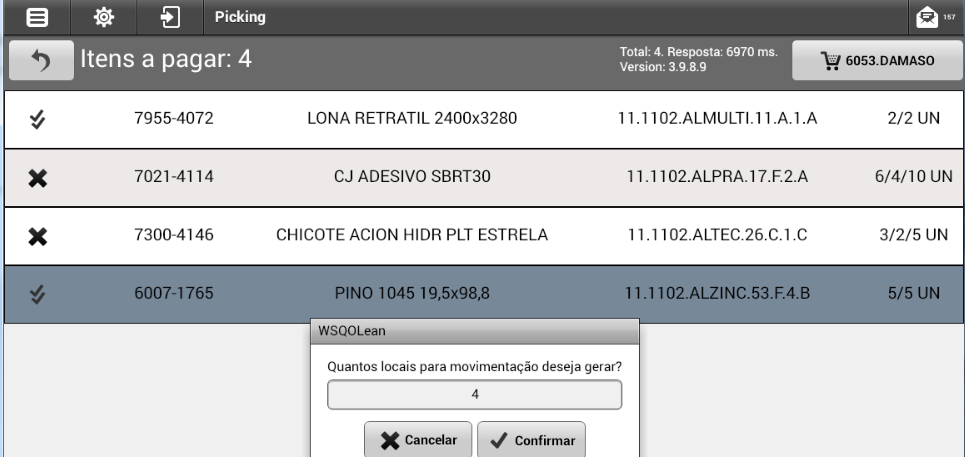 Picking
157
Itens a pagar: 4
Total: 4. Resposta: 6970 ms.
Version: 3.9.8.9
6053.DAMASO
7955-4072 LONA RETRATIL 2400x3280 11.1102.ALMULTI.11.A.1.A 2/2 UN
7021-4114 CJ ADESIVO SBRT30 11.1102.ALPRA.17.F.2.A 6/4/10 UN
7300-4146 CHICOTE ACION HIDR PLT ESTRELA 11.1102.ALTEC.26.C.1.C 3/2/5 UN
6007-1765 PINO 1045 19,5x98,8 11.1102.ALZINC.53.F.4.B 5/5 UN
WSQOLean
Quantos locais para movimentação deseja gerar?
4
Cancelar Confirmar